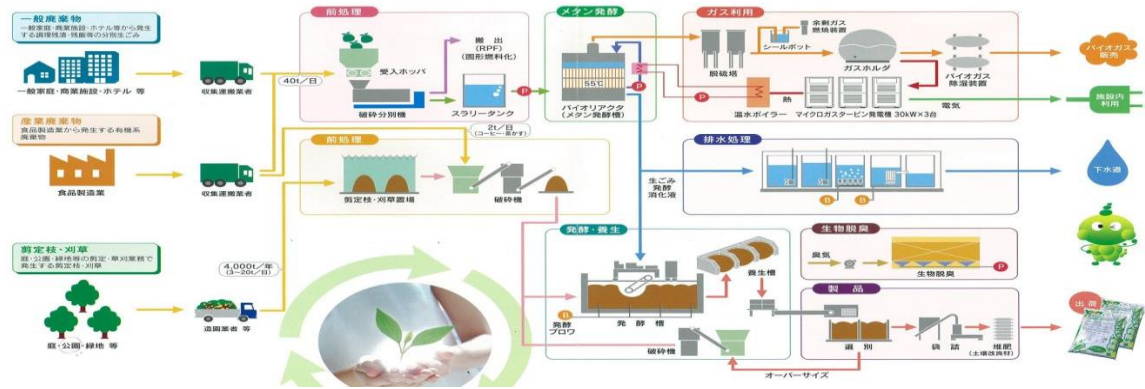 一般廃棄物
一般家庭・商業施設・ホテル等から発生
する調理残渣・残飯等の分別生ごみ
一般家庭・商業施設・ホテル 等
収集運搬業者
40t／日
産業廃棄物
食品製造業から発生する有機系
廃棄物
食品製造業
収集運搬業者
剪定枝・刈草
庭・公園・緑地等の剪定・草刈業務で
発生する剪定枝・刈草
庭・公園・緑地 等
造園業者 等
4,000t／年
(3~20t／日)
前処理
受入ホッパ
破砕分別機
搬出
(RPF)
(固形燃料化)
スラリータンク
P
2t／日
(コーヒー・茶かす)
前処理
剪定枝・刈草置場
破砕機
メタン発酵
55℃
バイオリアクタ
(メタン発酵槽)
P
生ごみ
発酵
消化液
ガス利用
脱硫塔
シールポット
余剰ガス
燃焼装置
ガスホルダ
バイオガス
除湿装置
P
温水ボイラー
熱
マイクロガスタービン発電機 30kW×3台
電気
バイオガス
販売
施設内
利用
排水処理
B
B
下水道
発酵・養生
養生槽
B
発酵
ブロワ
発酵槽
破砕機
オーバーサイズ
生物脱臭
臭気
生物脱臭
P
製品
選別
袋詰
堆肥
(土壌改良材)
出荷